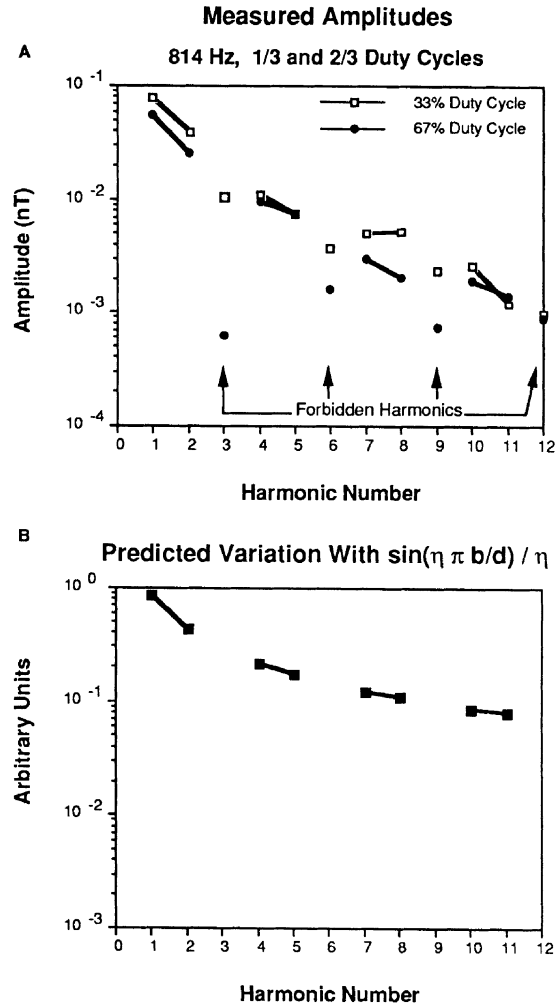 Measured Amplitudes
A
814 Hz, 1/3 and 2/3 Duty Cycles
10 -1
10 -2
10 -3
10 -4
Amplitude (nT)
33% Duty Cycle
67% Duty Cycle
Forbidden Harmonics
0 1 2 3 4 5 6 7 8 9 10 11 12
Harmonic Number
B
Predicted Variation With sin(η π b/d) / η
10 0
10 -1
10 -2
10 -3
Arbitrary Units
0 1 2 3 4 5 6 7 8 9 10 11 12
Harmonic Number